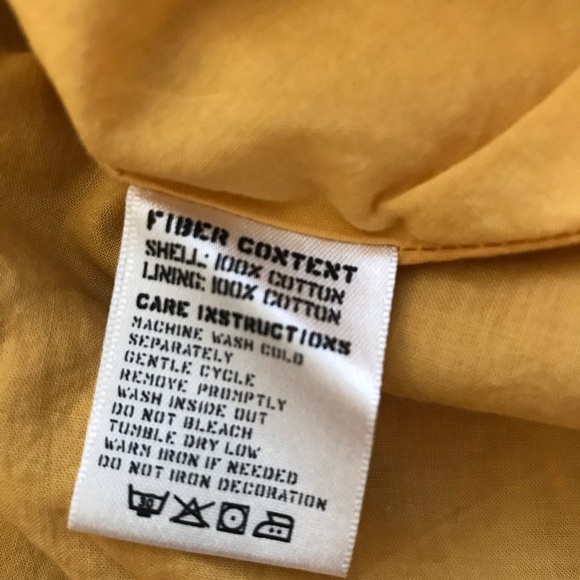 FIBER CONTENT
SHELL: 100% COTTON
LINING: 100% COTTON
CARE INSTRUCTIONS
MACHINE WASH COLD
SEPARATELY
GENTLE CYCLE
REMOVE PROMPTLY
WASH INSIDE OUT
DO NOT BLEACH
TUMBLE DRY LOW
WARM IRON IF NEEDED
DO NOT IRON DECORATION
30